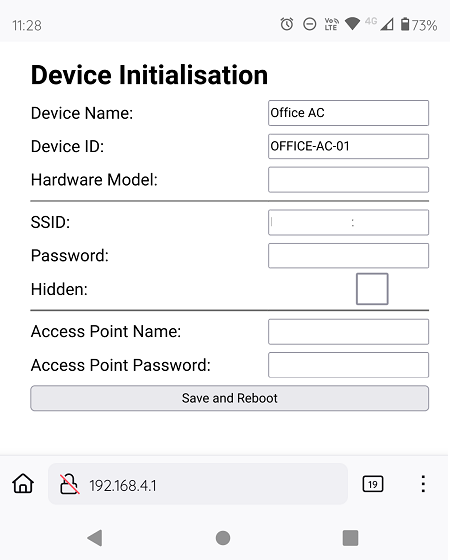 11:28
Vo LTE 4G 73%
Device Initialisation
Device Name: Office AC
Device ID: OFFICE-AC-01
Hardware Model:
SSID:
Password:
Hidden:
Access Point Name:
Access Point Password:
Save and Reboot
192.168.4.1
19